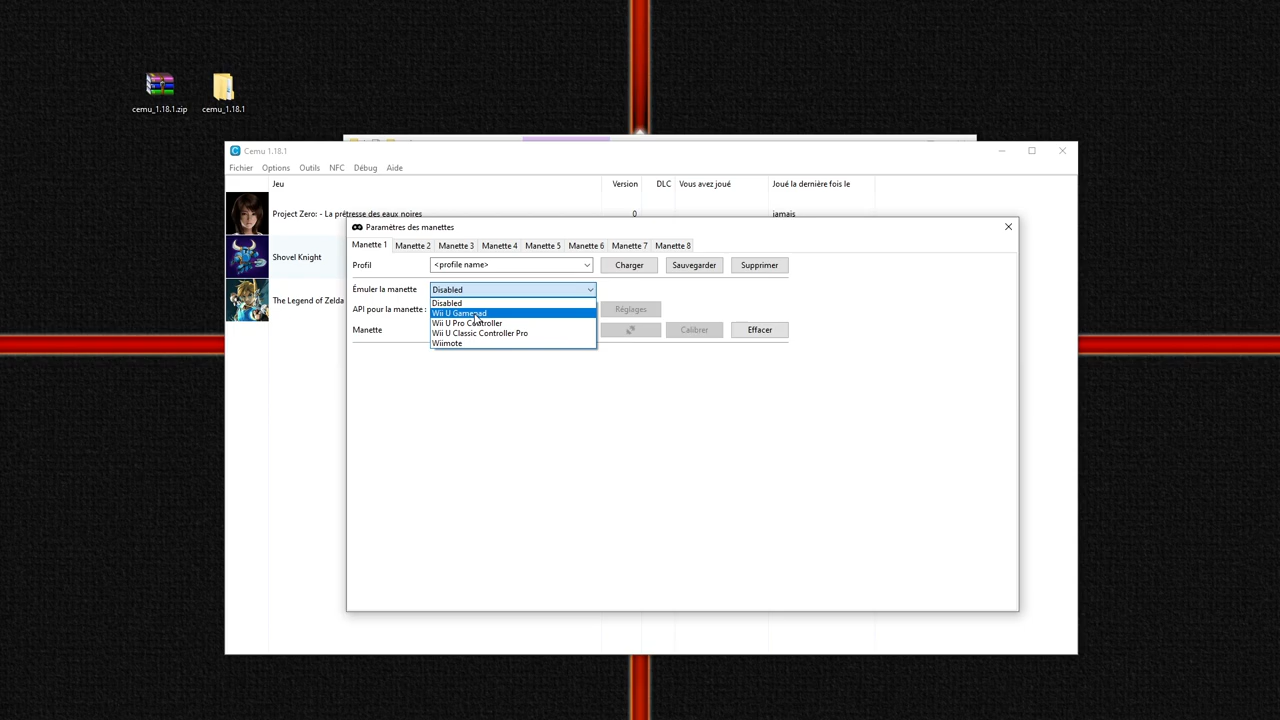 cemu_1.18.1.zip
cemu_1.18.1
Cemu 1.18.1
Fichier Options Outils NFC Débug Aide
Jeu Version DLC Vous avez joué Joué la dernière fois le
Project Zero: - La prêtresse des eaux noires 0 jamais
Shovel Knight
The Legend of Zelda
Paramètres des manettes
Manette 1 Manette 2 Manette 3 Manette 4 Manette 5 Manette 6 Manette 7 Manette 8
Profil <profile name> Charger Sauvegarder Supprimer
Émuler la manette Disabled
Disabled
API pour la manette : Wii U Gamepad Réglages
Wii U Pro Controller
Manette Wii U Classic Controller Pro Calibrer Effacer
Wiimote